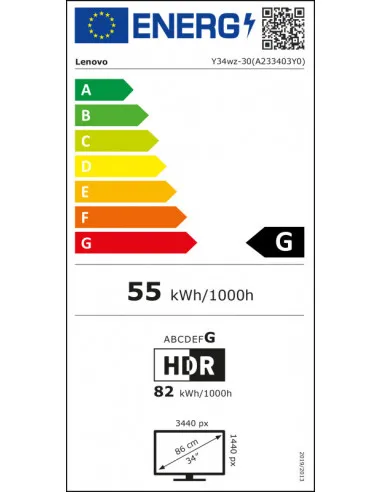 ENERG
Lenovo
Y34wz-30(A233403Y0)
A
B
C
D
E
F
G
G
55 kWh/1000h
ABCDEFG
HDR
82 kWh/1000h
3440 px
86 cm
34"
1440 px
2019/2013